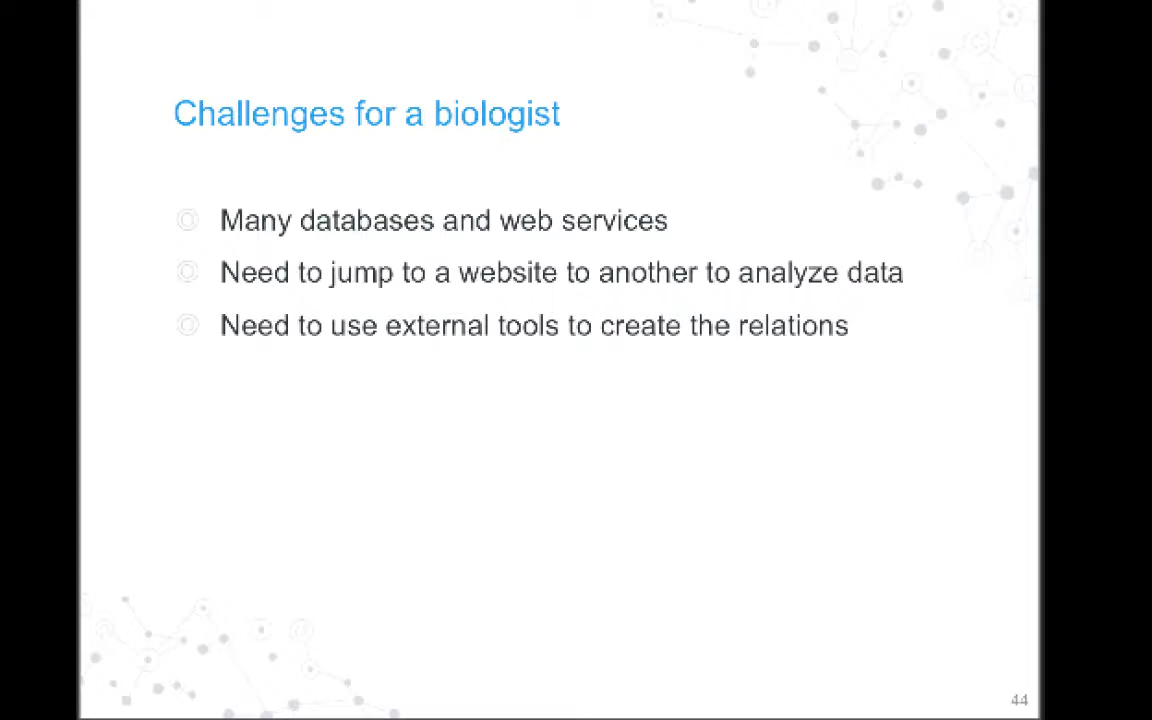 Challenges for a biologist
Many databases and web services
Need to jump to a website to another to analyze data
Need to use external tools to create the relations
44